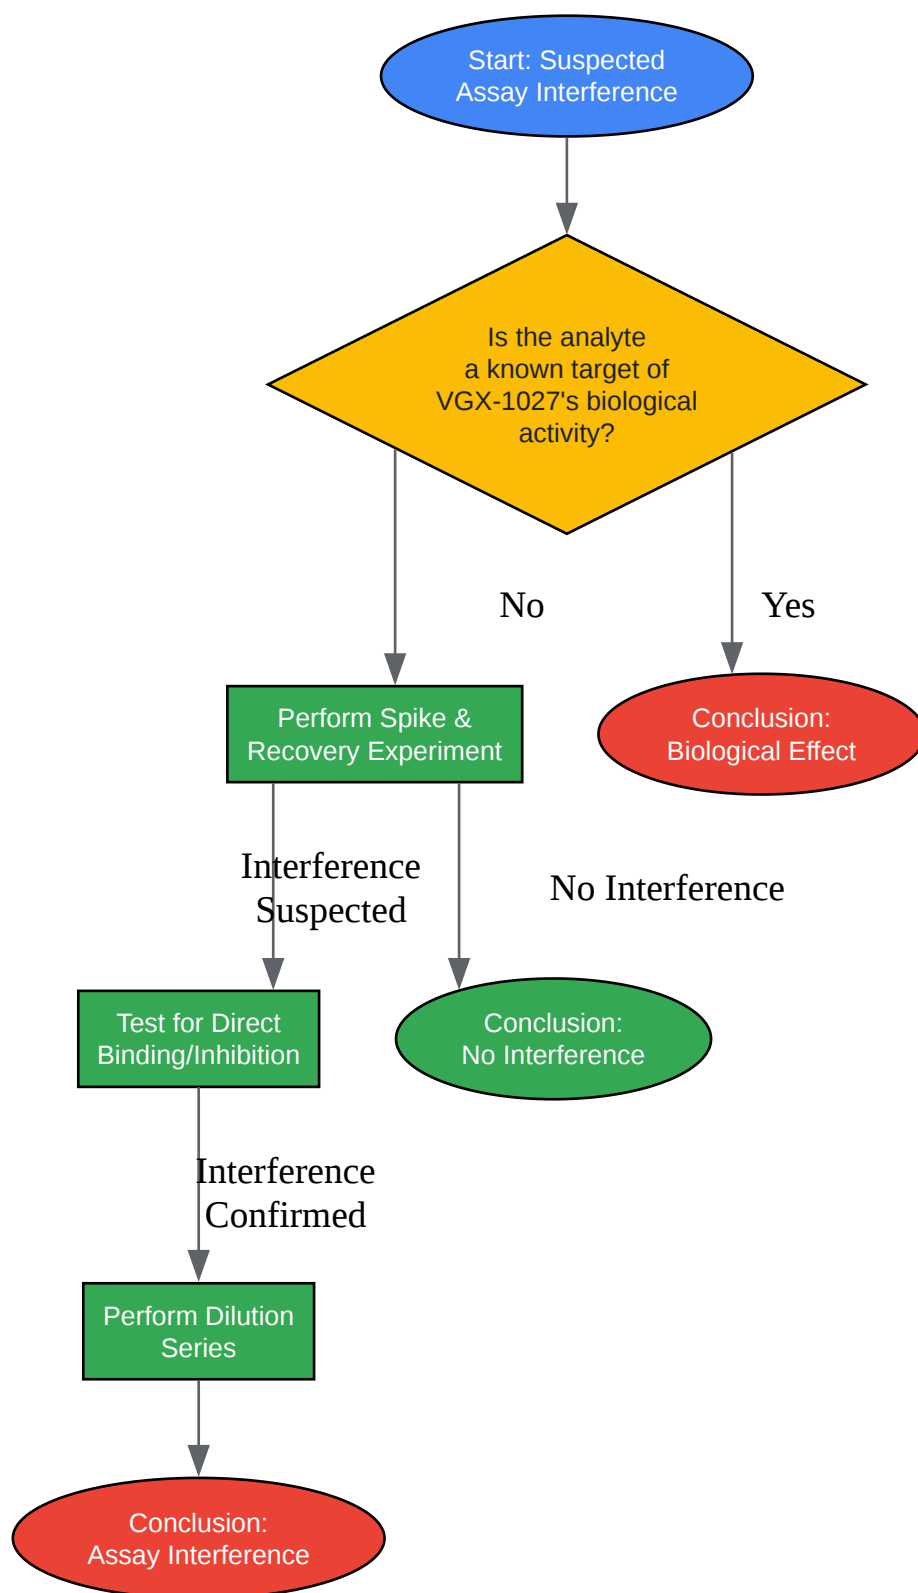 Start: Suspected
Assay Interference
Is the analyte
a known target of
VGX-1027's biological
activity?
No
Yes
Perform Spike &
Recovery Experiment
Conclusion:
Biological Effect
Interference
Suspected
No Interference
Test for Direct
Binding/Inhibition
Conclusion:
No Interference
Interference
Confirmed
Perform Dilution
Series
Conclusion:
Assay Interference